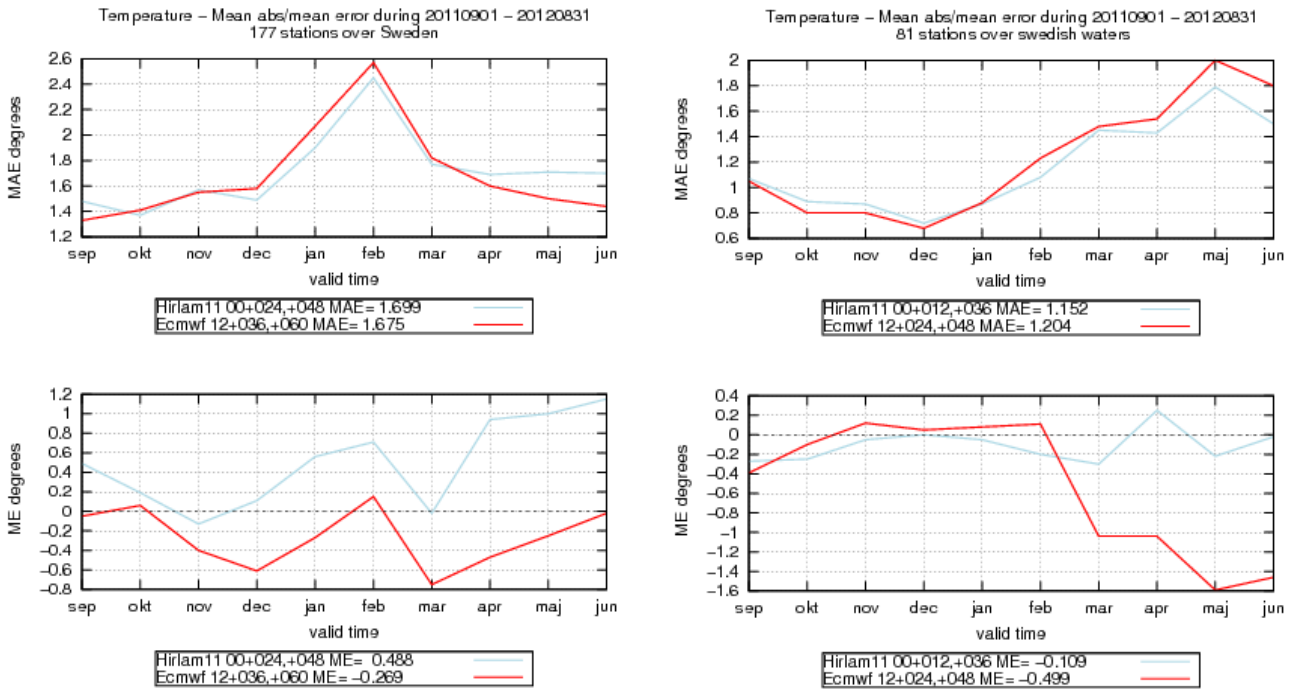 Temperature – Mean abs/mean error during 20110901 – 20120831
177 stations over Sweden
MAE degrees
2.6
2.4
2.2
2
1.8
1.6
1.4
1.2
sep okt nov dec jan feb mar apr maj jun
valid time
Hirlam11 00+024,+048 MAE= 1.699
Ecmwf 12+036,+060 MAE= 1.675
Temperature – Mean abs/mean error during 20110901 – 20120831
81 stations over swedish waters
MAE degrees
2
1.8
1.6
1.4
1.2
1
0.8
0.6
sep okt nov dec jan feb mar apr maj jun
valid time
Hirlam11 00+012,+036 MAE= 1.152
Ecmwf 12+024,+048 MAE= 1.204
ME degrees
1.2
1
0.8
0.6
0.4
0.2
0
−0.2
−0.4
−0.6
−0.8
sep okt nov dec jan feb mar apr maj jun
valid time
Hirlam11 00+024,+048 ME= 0.488
Ecmwf 12+036,+060 ME= −0.269
ME degrees
0.4
0.2
0
−0.2
−0.4
−0.6
−0.8
−1
−1.2
−1.4
−1.6
sep okt nov dec jan feb mar apr maj jun
valid time
Hirlam11 00+012,+036 ME= −0.109
Ecmwf 12+024,+048 ME= −0.499